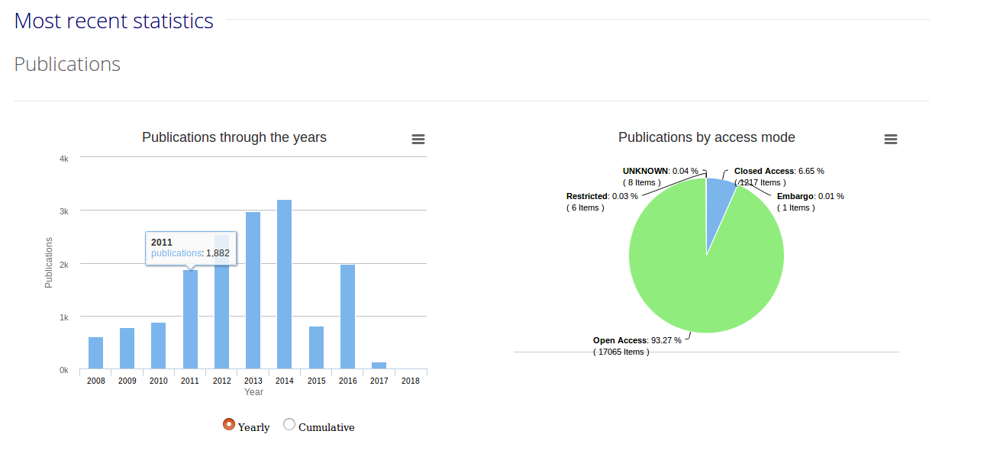 Most recent statistics
Publications
Publications through the years
4k
3k
2k
1k
0k
Publications
2011
publications: 1,882
2008 2009 2010 2011 2012 2013 2014 2015 2016 2017 2018
Year
Yearly Cumulative
Publications by access mode
UNKNOWN: 0.04 %
( 8 Items )
Closed Access: 6.65 %
( 1217 Items )
Restricted: 0.03 %
( 6 Items )
Embargo: 0.01 %
( 1 Items )
Open Access: 93.27 %
( 17065 Items )